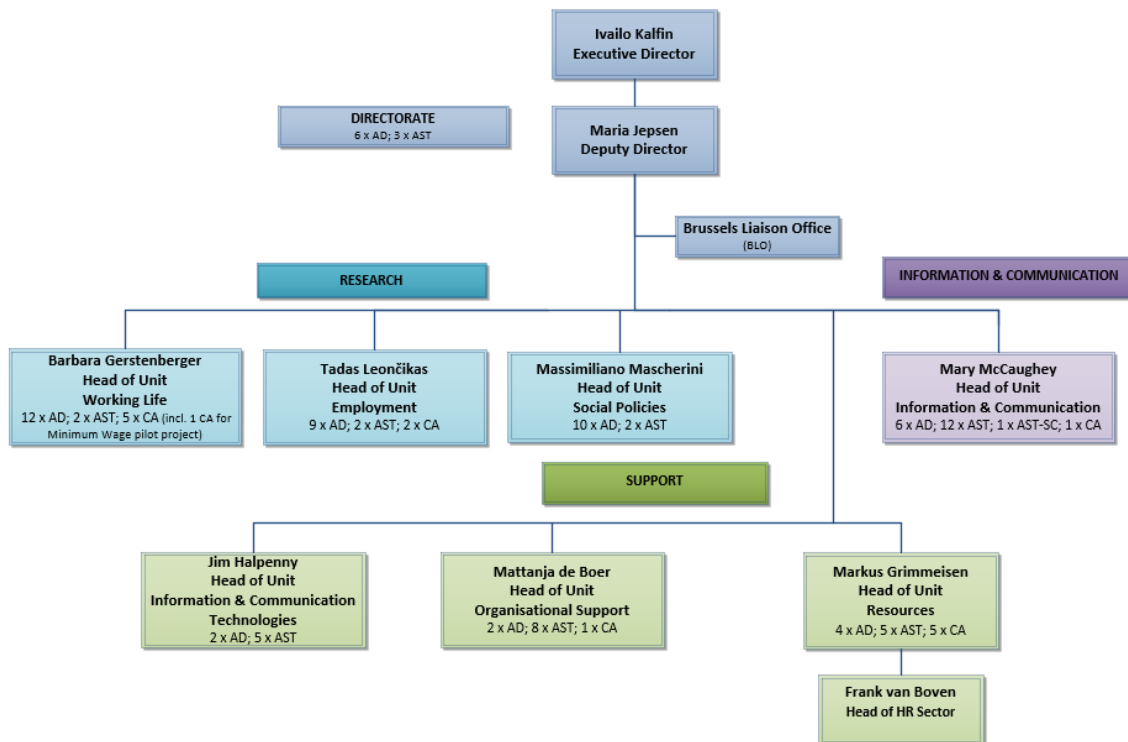 Ivailo Kalfin
Executive Director
DIRECTORATE
6 x AD; 3 x AST
Maria Jepsen
Deputy Director
Brussels Liaison Office
(BLO)
RESEARCH
INFORMATION & COMMUNICATION
Barbara Gerstenberger
Head of Unit
Working Life
12 x AD; 2 x AST; 5 x CA (incl. 1 CA for
Minimum Wage pilot project)
Tadas Leončikas
Head of Unit
Employment
9 x AD; 2 x AST; 2 x CA
Massimiliano Mascherini
Head of Unit
Social Policies
10 x AD; 2 x AST
Mary McCaughey
Head of Unit
Information & Communication
6 x AD; 12 x AST; 1 x AST-SC; 1 x CA
SUPPORT
Jim Halpenny
Head of Unit
Information & Communication
Technologies
2 x AD; 5 x AST
Mattanja de Boer
Head of Unit
Organisational Support
2 x AD; 8 x AST; 1 x CA
Markus Grimmeisen
Head of Unit
Resources
4 x AD; 5 x AST; 5 x CA
Frank van Boven
Head of HR Sector